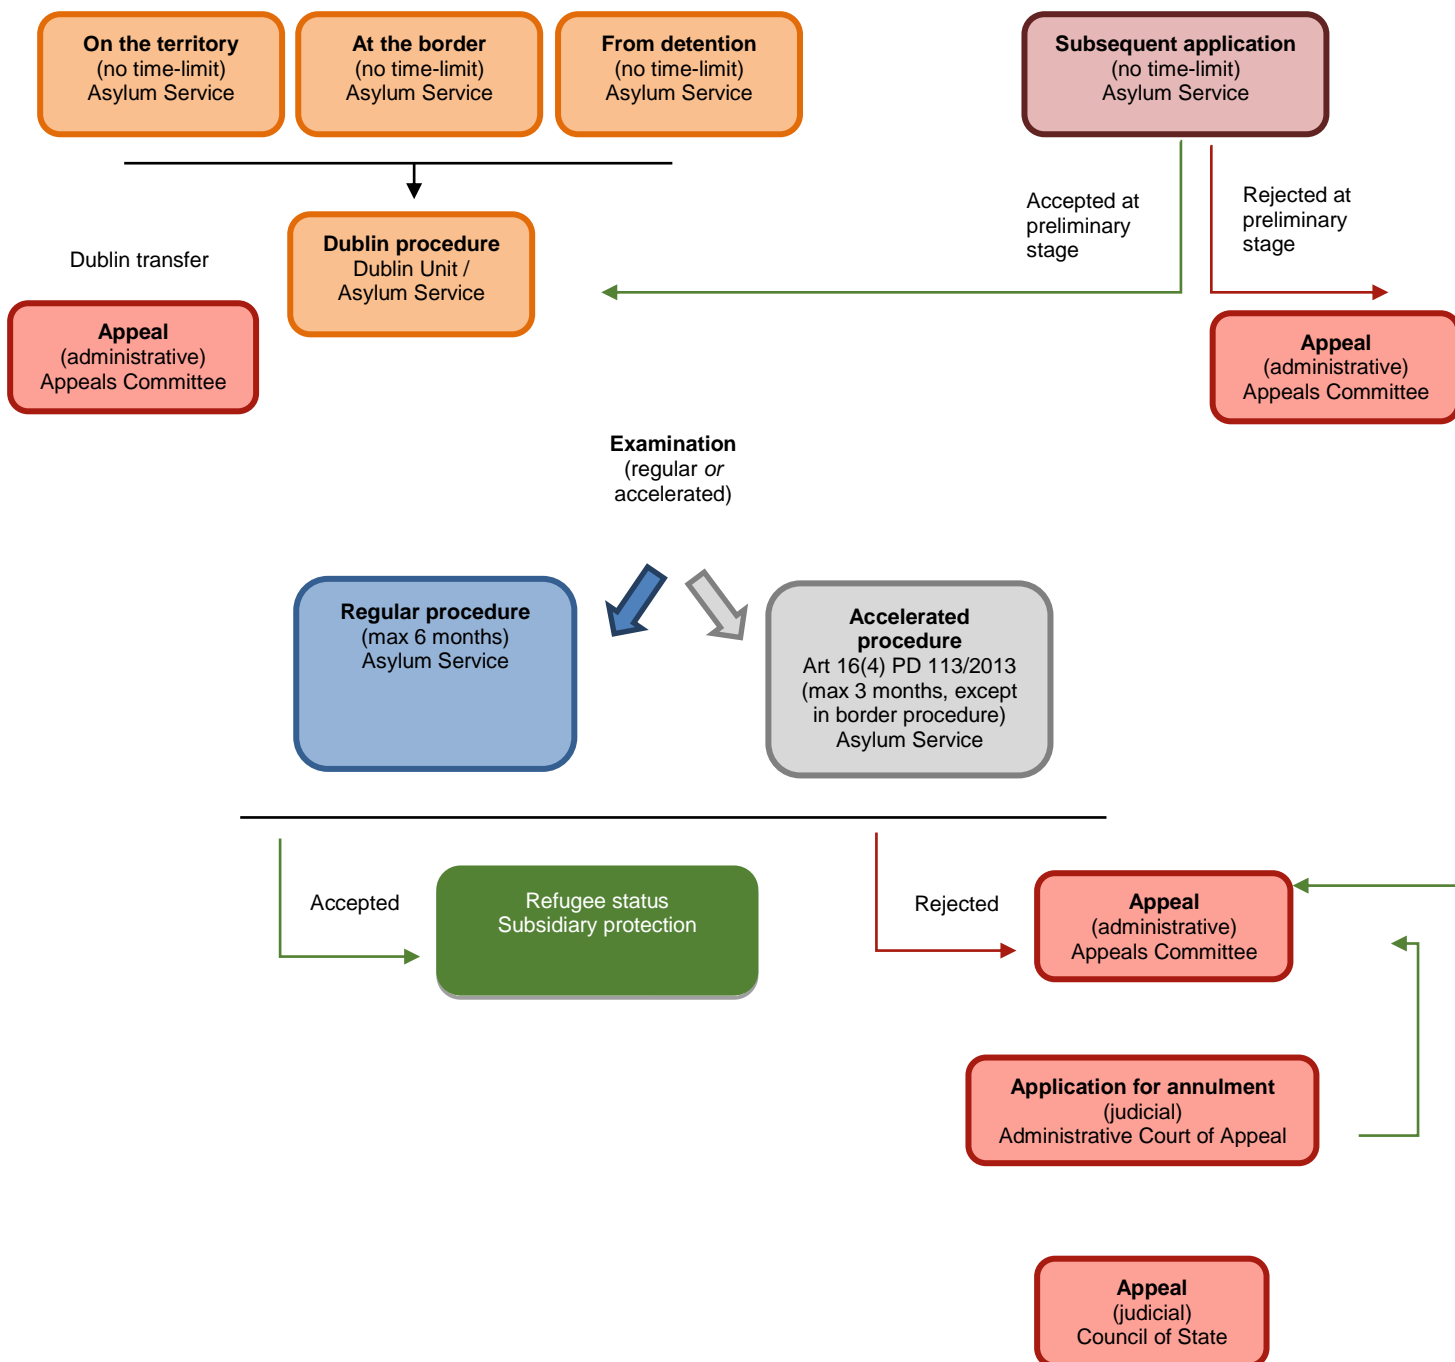 On the territory
(no time-limit)
Asylum Service
At the border
(no time-limit)
Asylum Service
From detention
(no time-limit)
Asylum Service
Subsequent application
(no time-limit)
Asylum Service
Accepted at
preliminary
stage
Rejected at
preliminary
stage
Dublin transfer
Dublin procedure
Dublin Unit /
Asylum Service
Appeal
(administrative)
Appeals Committee
Appeal
(administrative)
Appeals Committee
Examination
(regular or
accelerated)
Regular procedure
(max 6 months)
Asylum Service
Accelerated
procedure
Art 16(4) PD 113/2013
(max 3 months, except
in border procedure)
Asylum Service
Accepted
Refugee status
Subsidiary protection
Rejected
Appeal
(administrative)
Appeals Committee
Application for annulment
(judicial)
Administrative Court of Appeal
Appeal
(judicial)
Council of State